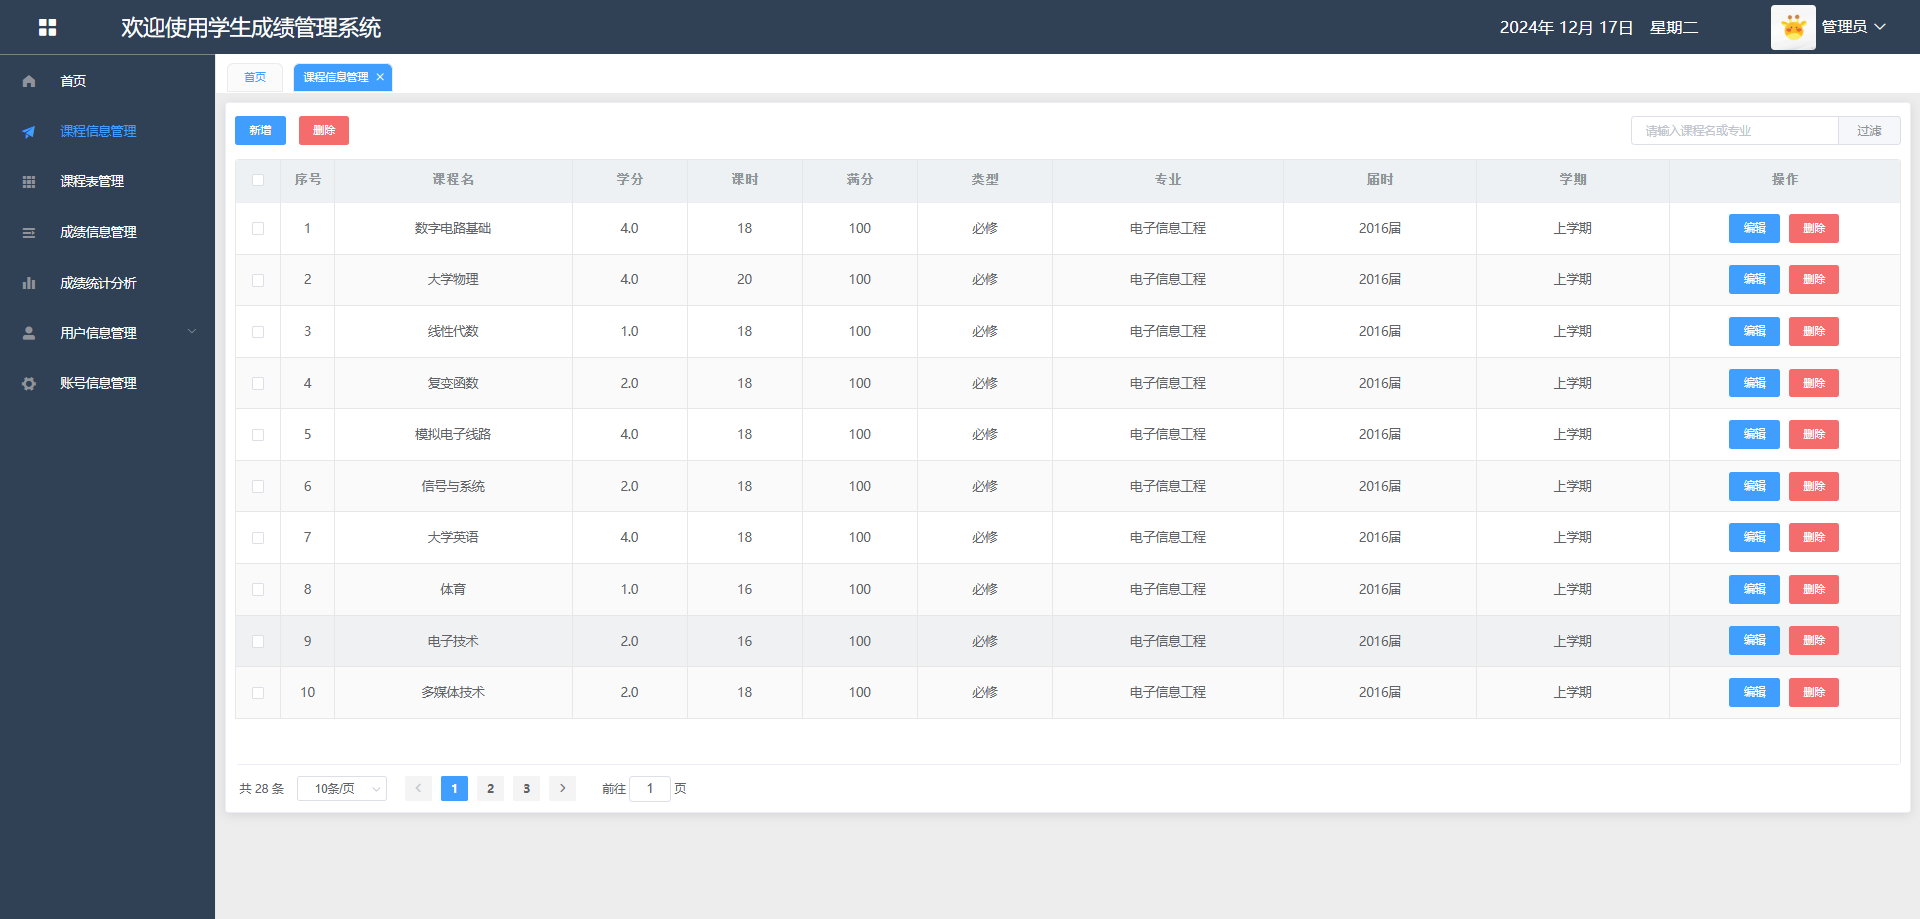 欢迎使用学生成绩管理系统
2024年 12月 17日 星期二
管理员
首页
课程信息管理
课程表管理
成绩信息管理
成绩统计分析
用户信息管理
账号信息管理
首页 课程信息管理
新增 删除 请输入课程名或专业 过滤
序号 课程名 学分 课时 满分 类型 专业 届时 学期 操作
1 数字电路基础 4.0 18 100 必修 电子信息工程 2016届 上学期 编辑 删除
2 大学物理 4.0 20 100 必修 电子信息工程 2016届 上学期 编辑 删除
3 线性代数 1.0 18 100 必修 电子信息工程 2016届 上学期 编辑 删除
4 复变函数 2.0 18 100 必修 电子信息工程 2016届 上学期 编辑 删除
5 模拟电子线路 4.0 18 100 必修 电子信息工程 2016届 上学期 编辑 删除
6 信号与系统 2.0 18 100 必修 电子信息工程 2016届 上学期 编辑 删除
7 大学英语 4.0 18 100 必修 电子信息工程 2016届 上学期 编辑 删除
8 体育 1.0 16 100 必修 电子信息工程 2016届 上学期 编辑 删除
9 电子技术 2.0 16 100 必修 电子信息工程 2016届 上学期 编辑 删除
10 多媒体技术 2.0 18 100 必修 电子信息工程 2016届 上学期 编辑 删除
共 28 条 10条/页 1 2 3 前往 1 页